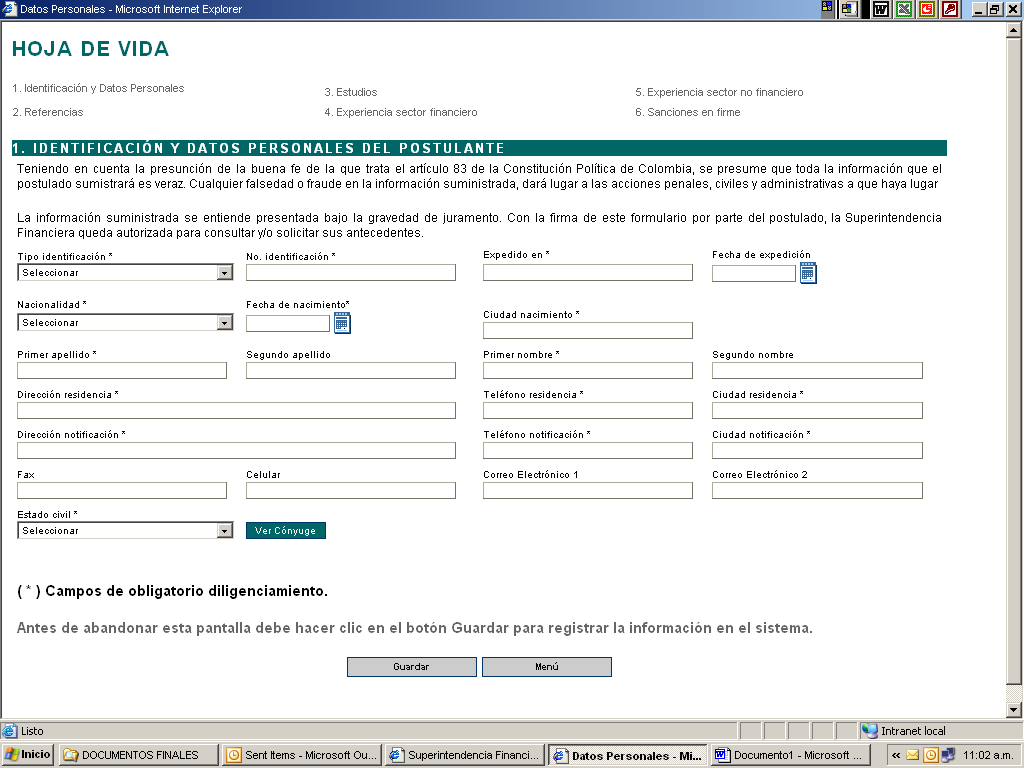 Datos Personales - Microsoft Internet Explorer
HOJA DE VIDA
1. Identificación y Datos Personales
3. Estudios
5. Experiencia sector no financiero
2. Referencias
4. Experiencia sector financiero
6. Sanciones en firme
1. IDENTIFICACIÓN Y DATOS PERSONALES DEL POSTULANTE
Teniendo en cuenta la presunción de la buena fe de la que trata el artículo 83 de la Constitución Política de Colombia, se presume que toda la información que el
postulado sumistrará es veraz. Cualquier falsedad o fraude en la información suministrada, dará lugar a las acciones penales, civiles y administrativas a que haya lugar
La información suministrada se entiende presentada bajo la gravedad de juramento. Con la firma de este formulario por parte del postulado, la Superintendencia
Financiera queda autorizada para consultar y/o solicitar sus antecedentes.
Tipo identificación *
No. identificación *
Expedido en *
Fecha de expedición
Seleccionar
Nacionalidad *
Fecha de nacimiento*
Ciudad nacimiento *
Seleccionar
Primer apellido *
Segundo apellido
Primer nombre *
Segundo nombre
Dirección residencia *
Teléfono residencia *
Ciudad residencia *
Dirección notificación *
Teléfono notificación *
Ciudad notificación *
Fax
Celular
Correo Electrónico 1
Correo Electrónico 2
Estado civil *
Seleccionar
Ver Cónyuge
( * ) Campos de obligatorio diligenciamiento.
Antes de abandonar esta pantalla debe hacer clic en el botón Guardar para registrar la información en el sistema.
Guardar
Menú
Listo
Intranet local
Inicio
DOCUMENTOS FINALES
Sent Items - Microsoft Ou...
Superintendencia Financi...
Datos Personales - Mi...
Documento1 - Microsoft ...
11:02 a.m.